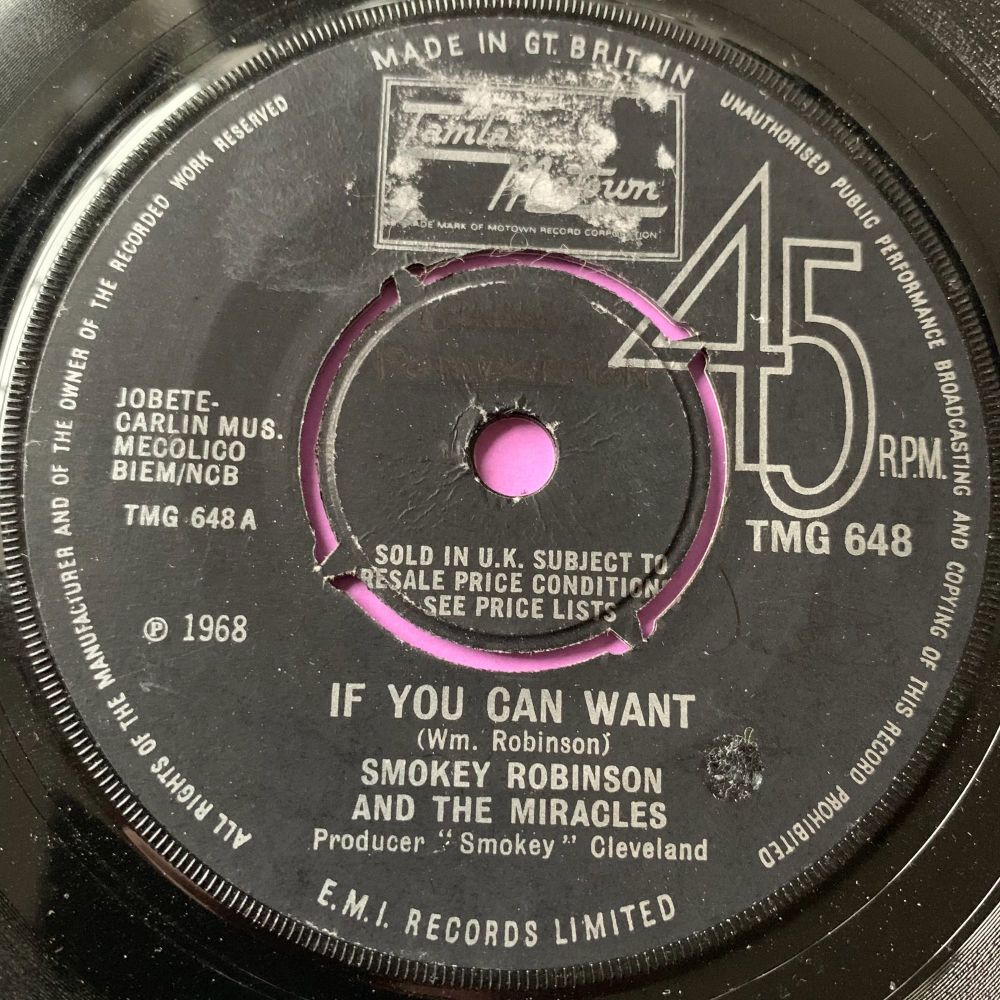 MADE IN GT. BRITAIN
Tamla
Motown
TRADE MARK OF MOTOWN RECORD CORPORATION
UNAUTHORISED PUBLIC PERFORMANCE BROADCASTING AND COPYING OF THIS RECORD PROHIBITED
ALL RIGHTS OF THE MANUFACTURER AND OF THE OWNER OF THE RECORDED WORK RESERVED
45
R.P.M.
JOBETE-
CARLIN MUS.
MECOLICO
BIEM/NCB
TMG 648 A
TMG 648
SOLD IN U.K. SUBJECT TO
RESALE PRICE CONDITIONS
SEE PRICE LISTS
℗ 1968
IF YOU CAN WANT
(Wm. Robinson)
SMOKEY ROBINSON
AND THE MIRACLES
Producer "Smokey" Cleveland
E.M.I. RECORDS LIMITED